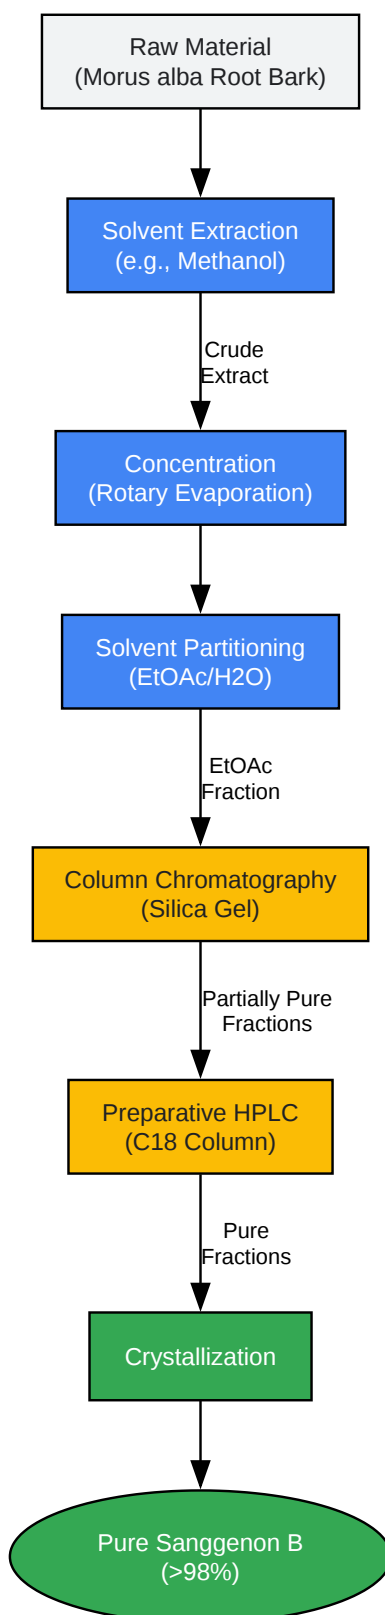 Raw Material
(Morus alba Root Bark)
Solvent Extraction
(e.g., Methanol)
Crude
Extract
Concentration
(Rotary Evaporation)
Solvent Partitioning
(EtOAc/H2O)
EtOAc
Fraction
Column Chromatography
(Silica Gel)
Partially Pure
Fractions
Preparative HPLC
(C18 Column)
Pure
Fractions
Crystallization
Pure Sanggenon B
(>98%)